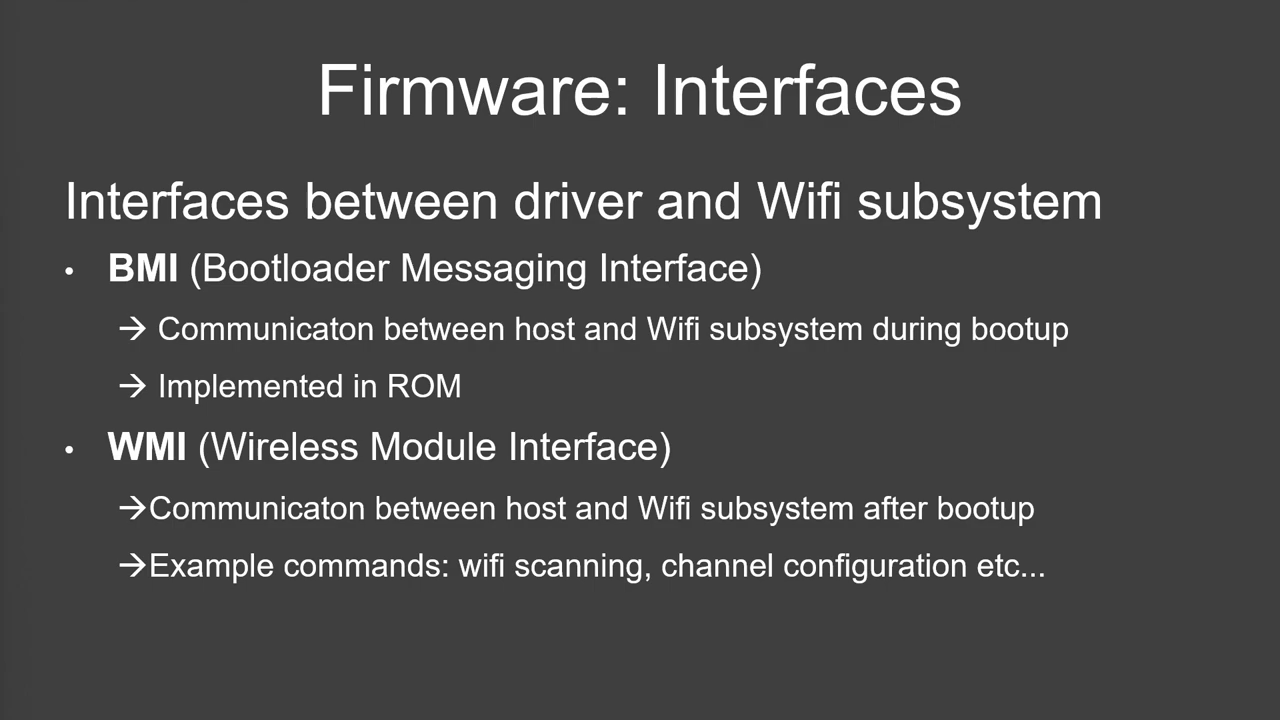 Firmware: Interfaces
Interfaces between driver and Wifi subsystem
• BMI (Bootloader Messaging Interface)
→ Communicaton between host and Wifi subsystem during bootup
→ Implemented in ROM
• WMI (Wireless Module Interface)
→Communicaton between host and Wifi subsystem after bootup
→Example commands: wifi scanning, channel configuration etc...